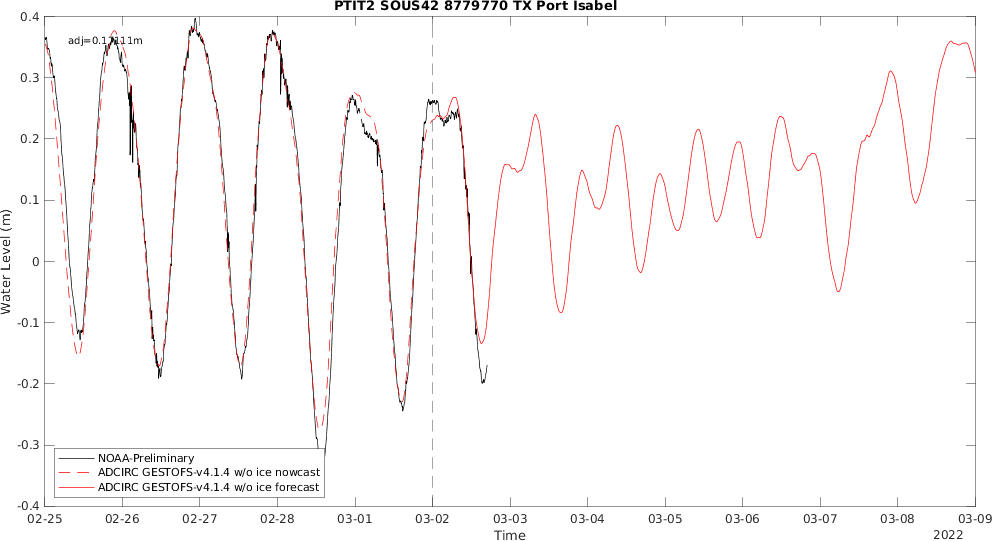 PTIT2 SOUS42 8779770 TX Port Isabel
0.4
adj=0.11111m
0.3
0.2
0.1
0
-0.1
-0.2
-0.3
-0.4
Water Level (m)
NOAA-Preliminary
ADCIRC GESTOFS-v4.1.4 w/o ice nowcast
ADCIRC GESTOFS-v4.1.4 w/o ice forecast
02-25 02-26 02-27 02-28 03-01 03-02 03-03 03-04 03-05 03-06 03-07 03-08 03-09
Time
2022